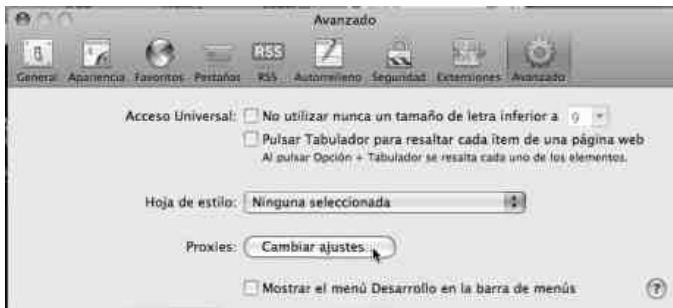 Avanzado
General Apariencia Favoritos Pestañas RSS Autorrelleno Seguridad Extensiones Avanzado
Acceso Universal: No utilizar nunca un tamaño de letra inferior a 9
Pulsar Tabulador para resaltar cada ítem de una página web
Al pulsar Opción + Tabulador se resalta cada uno de los elementos.
Hoja de estilo: Ninguna seleccionada
Proxies: Cambiar ajustes...
Mostrar el menú Desarrollo en la barra de menús ?